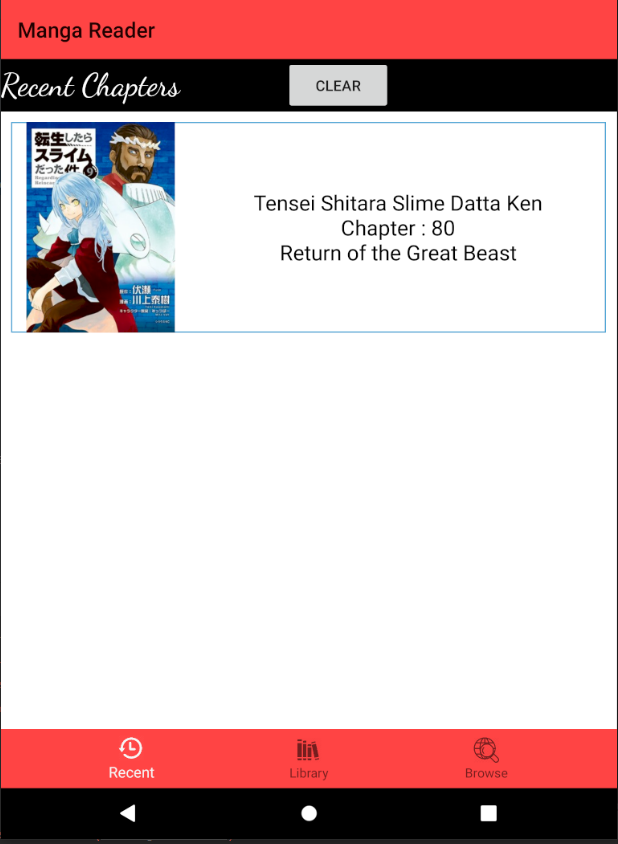 Manga Reader
Recent Chapters
CLEAR
転生したら
スライム
だった件
9
Tensei Shitara Slime Datta Ken
Chapter : 80
Return of the Great Beast
伏瀬
川上泰樹
Recent
Library
Browse